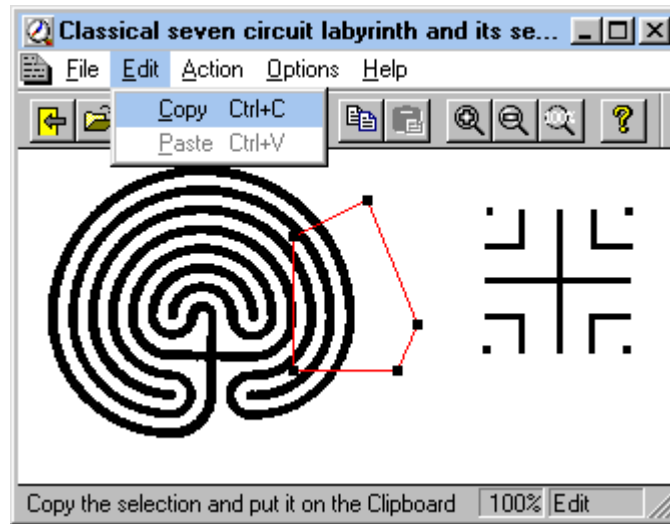 Classical seven circuit labyrinth and its se...
File Edit Action Options Help
Copy Ctrl+C
Paste Ctrl+V
Copy the selection and put it on the Clipboard 100% Edit